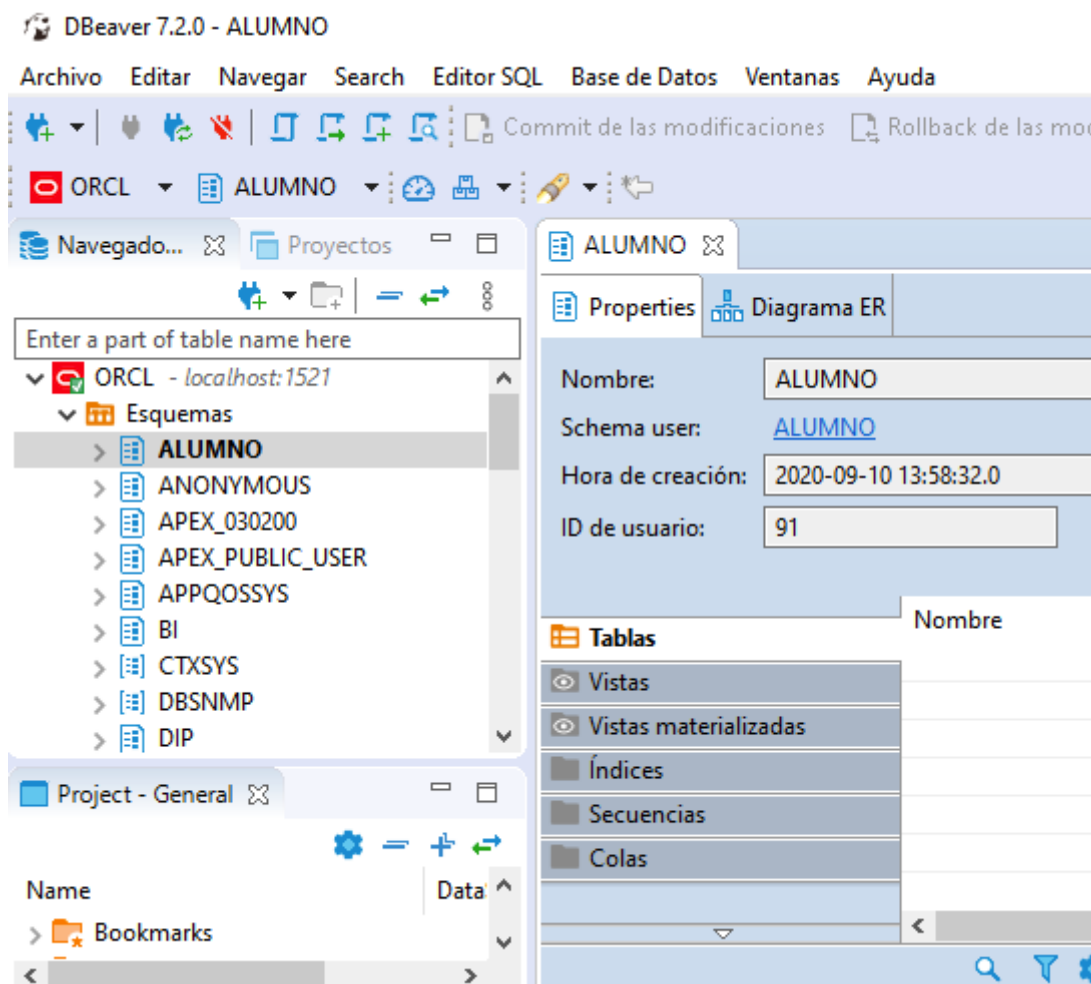 DBeaver 7.2.0 - ALUMNO
Archivo Editar Navegar Search Editor SQL Base de Datos Ventanas Ayuda
Commit de las modificaciones Rollback de las
ORCL ALUMNO
Navegado... Proyectos
Enter a part of table name here
ORCL - localhost:1521
Esquemas
ALUMNO
ANONYMOUS
APEX_030200
APEX_PUBLIC_USER
APPQOSSYS
BI
CTXSYS
DBSNMP
DIP
Project - General
Name Data
Bookmarks
ALUMNO
Properties Diagrama ER
Nombre: ALUMNO
Schema user: ALUMNO
Hora de creación: 2020-09-10 13:58:32.0
ID de usuario: 91
Tablas
Vistas
Vistas materializadas
Índices
Secuencias
Colas
Nombre